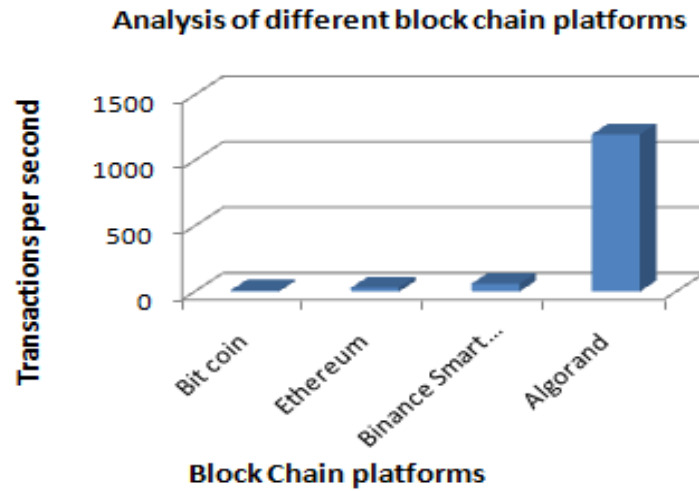 Analysis of different block chain platforms
Transactions per second
1500
1000
500
0
Bit coin
Ethereum
Binance Smart...
Algorand
Block Chain platforms